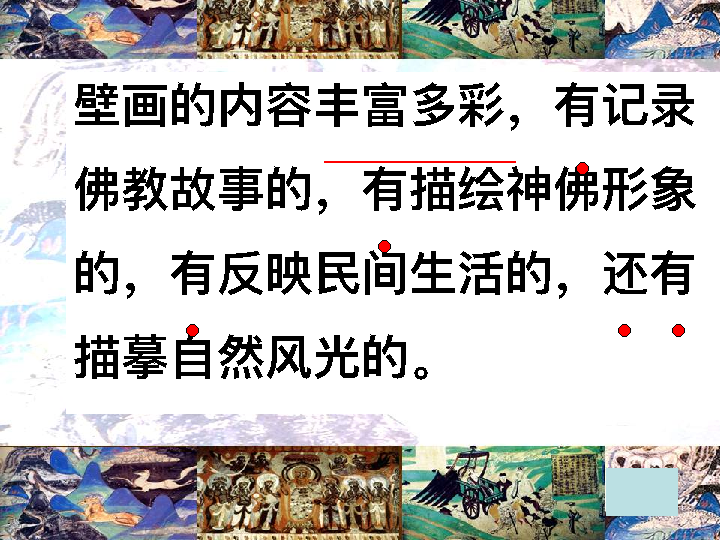 壁画的内容丰富多彩，有记录
佛教故事的，有描绘神佛形象
的，有反映民间生活的，还有
描摹自然风光的。